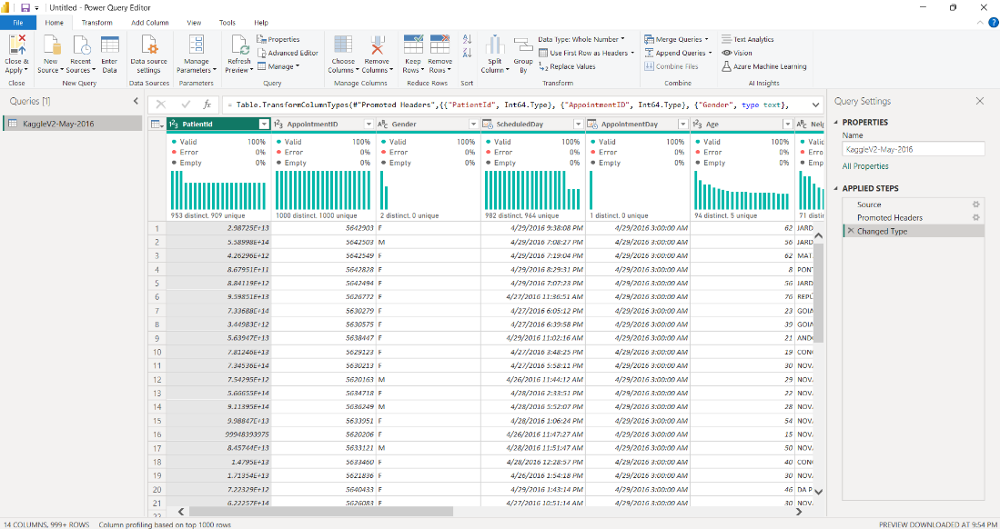 Untitled - Power Query Editor
File Home Transform Add Column View Tools Help
Close & Apply
New Source
Recent Sources
Enter Data
Data source settings
Manage Parameters
Refresh Preview
Properties
Advanced Editor
Manage
Choose Columns
Remove Columns
Keep Rows
Remove Rows
Split Column
Group By
Data Type: Whole Number
Use First Row as Headers
Replace Values
Merge Queries
Append Queries
Combine Files
Text Analytics
Vision
Azure Machine Learning
Close New Query Data Sources Parameters Query Manage Columns Reduce Rows Sort Transform Combine AI Insights
Queries [1]
KaggleV2-May-2016
fx = Table.TransformColumnTypes(#"Promoted Headers",{{"PatientId", Int64.Type}, {"AppointmentID", Int64.Type}, {"Gender", type text},
PatientId AppointmentID Gender ScheduledDay AppointmentDay Age Neig
Valid 100% Valid 100% Valid 100% Valid 100% Valid 100% Valid 100% Valid
Error 0% Error 0% Error 0% Error 0% Error 0% Error 0% Error
Empty 0% Empty 0% Empty 0% Empty 0% Empty 0% Empty 0% Emp
953 distinct, 909 unique 1000 distinct, 1000 unique 2 distinct, 0 unique 982 distinct, 964 unique 1 distinct, 0 unique 94 distinct, 5 unique 71 disti
1 2.98725E+13 5642903 F 4/29/2016 9:38:08 PM 4/29/2016 3:00:00 AM 62 JARD
2 5.58998E+14 5642503 M 4/29/2016 7:08:27 PM 4/29/2016 3:00:00 AM 56 JARD
3 4.26296E+12 5642549 F 4/29/2016 7:19:04 PM 4/29/2016 3:00:00 AM 62 MAT
4 8.67951E+11 5642828 F 4/29/2016 8:29:31 PM 4/29/2016 3:00:00 AM 8 PONT
5 8.84119E+12 5642494 F 4/29/2016 7:07:23 PM 4/29/2016 3:00:00 AM 56 JARD
6 9.59851E+13 5626772 F 4/27/2016 11:36:51 AM 4/29/2016 3:00:00 AM 76 REPÚ
7 7.33688E+14 5630279 F 4/27/2016 6:05:12 PM 4/29/2016 3:00:00 AM 23 GOIA
8 3.44983E+12 5630575 F 4/27/2016 6:39:58 PM 4/29/2016 3:00:00 AM 39 GOIA
9 5.63947E+13 5638447 F 4/29/2016 11:02:16 AM 4/29/2016 3:00:00 AM 21 AND
10 7.81246E+13 5629123 F 4/27/2016 3:48:25 PM 4/29/2016 3:00:00 AM 19 CON
11 7.34536E+14 5630213 F 4/27/2016 5:58:11 PM 4/29/2016 3:00:00 AM 30 NOV
12 7.54295E+12 5620163 M 4/26/2016 11:44:12 AM 4/29/2016 3:00:00 AM 29 NOV
13 5.66655E+14 5634718 F 4/28/2016 2:33:51 PM 4/29/2016 3:00:00 AM 22 NOV
14 9.11395E+14 5636249 M 4/28/2016 5:52:07 PM 4/29/2016 3:00:00 AM 28 NOV
15 9.98847E+13 5633951 F 4/28/2016 1:06:24 PM 4/29/2016 3:00:00 AM 54 NOV
16 99948393975 5620206 F 4/26/2016 11:47:27 AM 4/29/2016 3:00:00 AM 15 NOV
17 8.45744E+13 5633121 M 4/28/2016 11:51:47 AM 4/29/2016 3:00:00 AM 50 NOV
18 1.4795E+13 5633460 F 4/28/2016 12:28:57 PM 4/29/2016 3:00:00 AM 40 CON
19 1.71354E+13 5621836 F 4/26/2016 1:54:18 PM 4/29/2016 3:00:00 AM 30 NOV
20 7.22329E+12 5640433 F 4/29/2016 1:43:14 PM 4/29/2016 3:00:00 AM 46 DA P
21 6.22257E+14 5626083 F 4/27/2016 10:51:14 AM 4/29/2016 3:00:00 AM 30 NOV
Query Settings
PROPERTIES
Name
KaggleV2-May-2016
All Properties
APPLIED STEPS
Source
Promoted Headers
Changed Type
14 COLUMNS, 999+ ROWS Column profiling based on top 1000 rows PREVIEW DOWNLOADED AT 9:54 PM